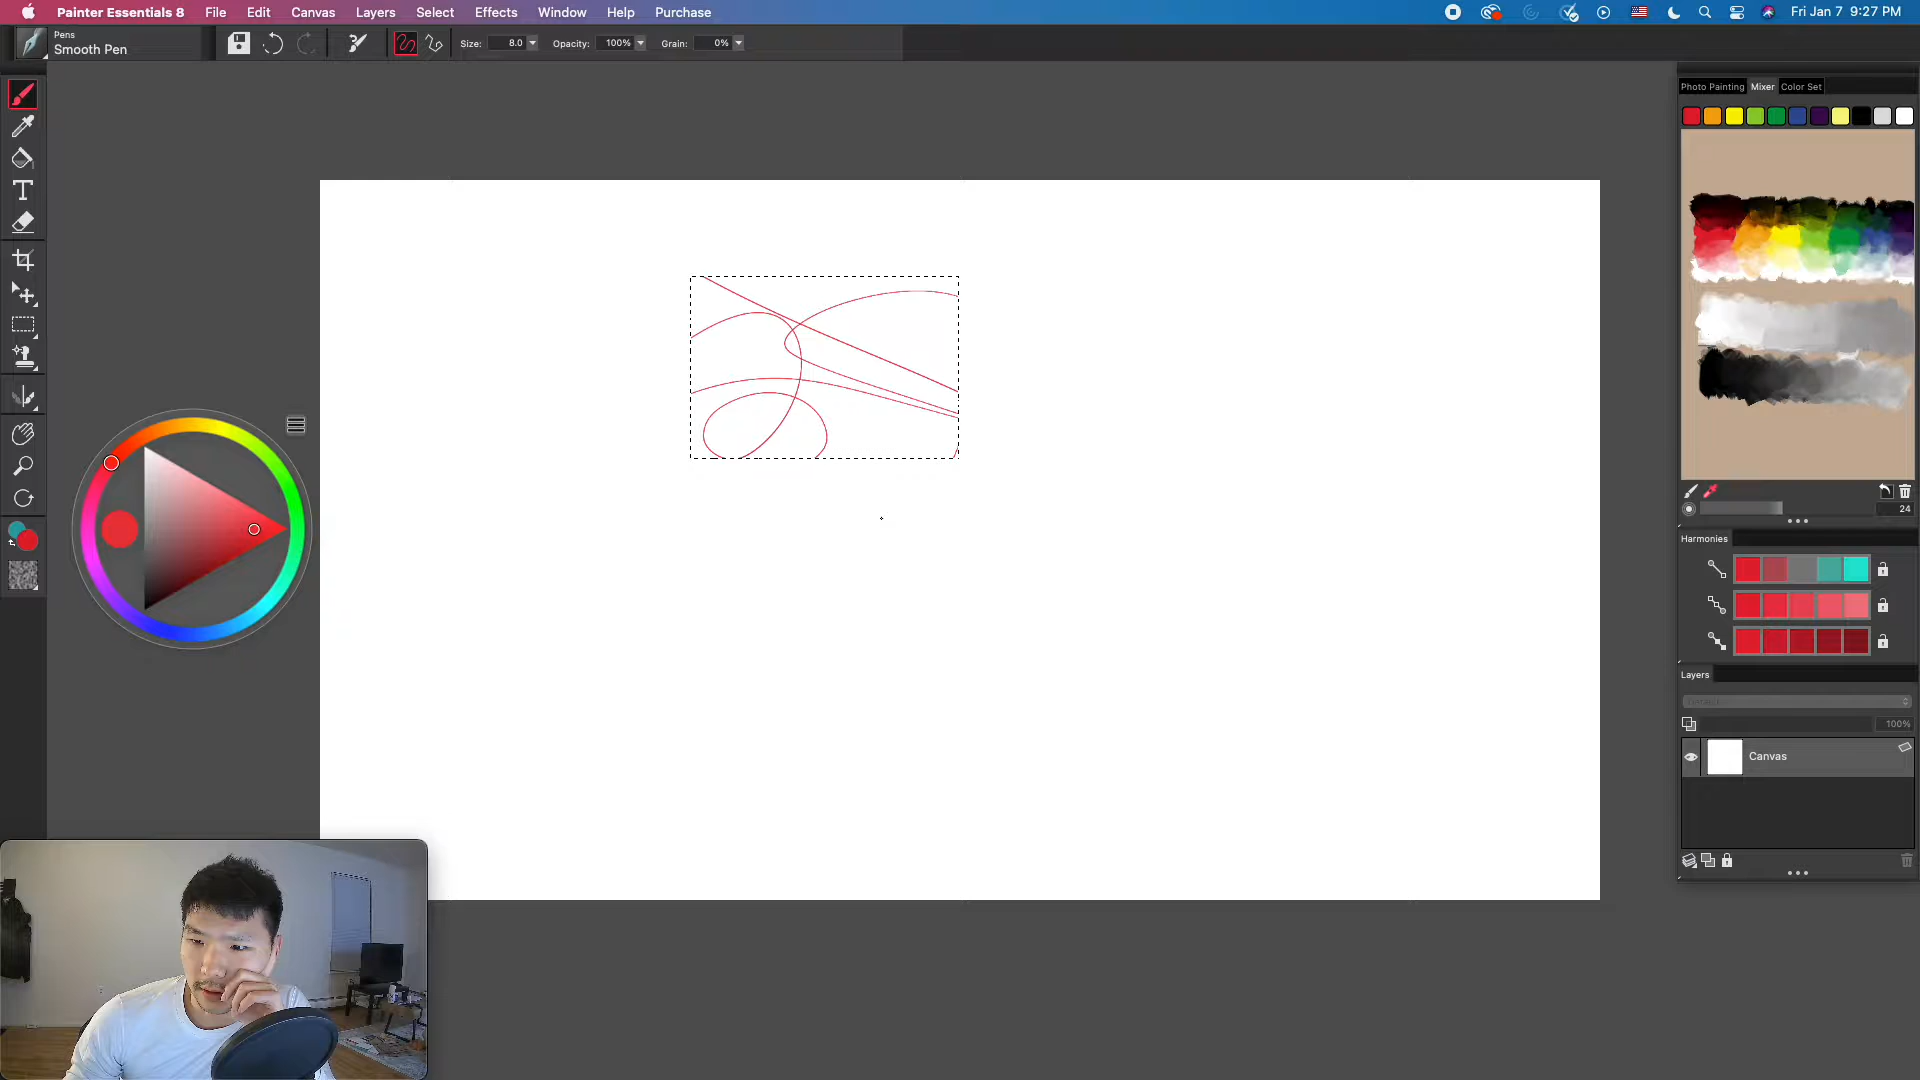 Painter Essentials 8 File Edit Canvas Layers Select Effects Window Help Purchase Fri Jan 7 9:27 PM
Pens
Smooth Pen
Size: 8.0 Opacity: 100% Grain: 0%
Photo Painting Mixer Color Set
24
Harmonies
Layers
100%
Canvas